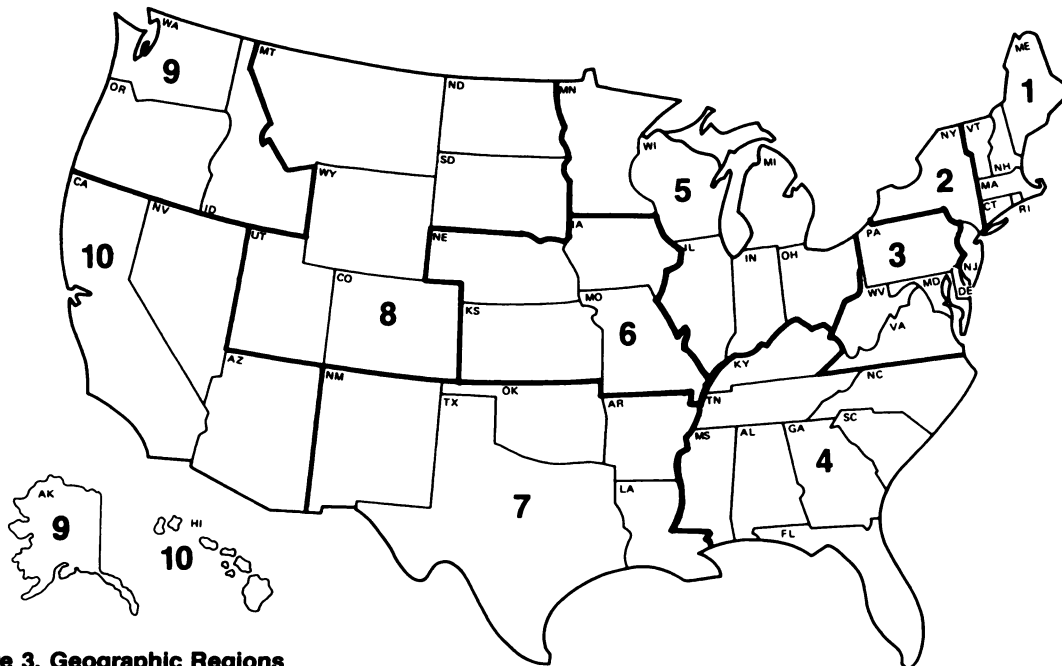 WA
9
MT
OR
ND
MN
ME
1
NY
VT
NH
SD
WI
MI
5
2
MA
CT
RI
CA
NV
ID
WY
10
UT
NE
IA
IL
IN
OH
PA
3
NJ
CO
8
KS
MO
6
WV
MD
DE
VA
AZ
NM
OK
TX
AR
KY
TN
NC
MS
AL
GA
SC
4
LA
7
FL
AK
9
HI
10
e 3. Geographic Regions